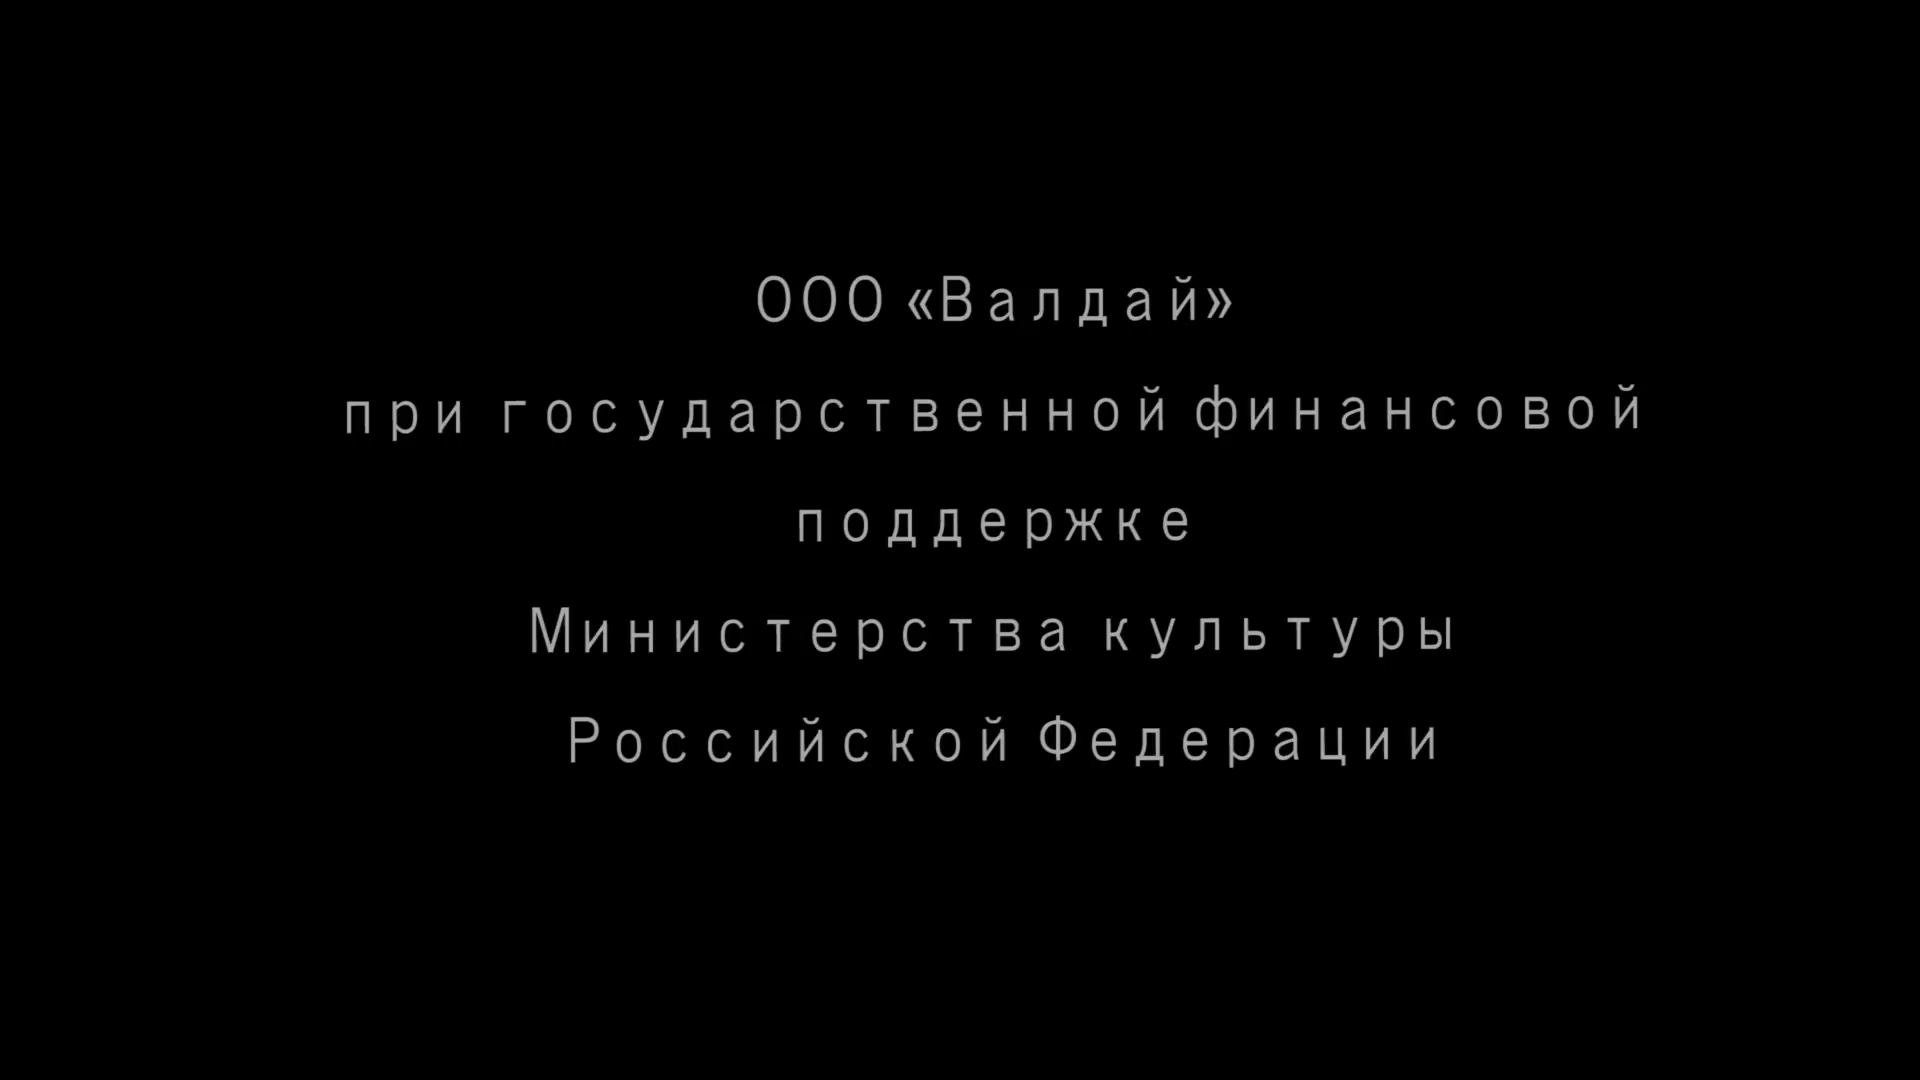 ООО «Валдай»
при государственной финансовой
поддержке
Министерства культуры
Российской Федерации